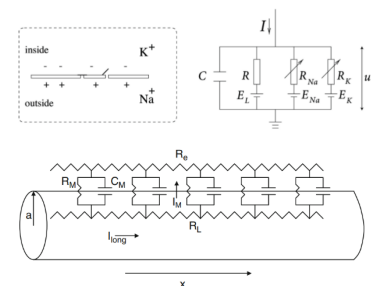 inside
- - - -
K+
+ + + +
outside
Na+
I
C
R
R_Na
R_K
u
E_L
E_Na
E_K
R_e
R_M
C_M
I_M
a
R_L
I_long
x